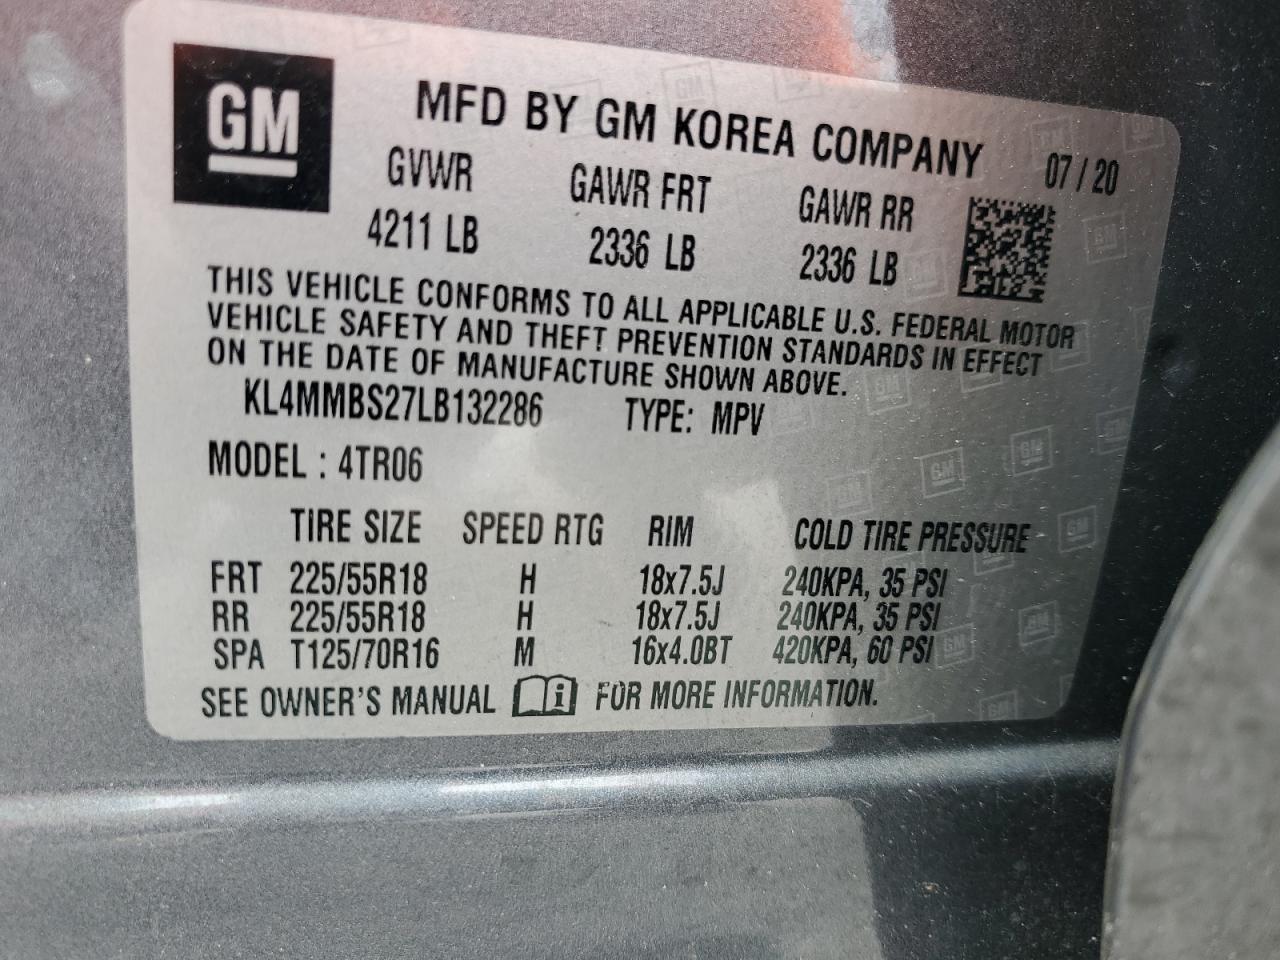 GM
MFD BY GM KOREA COMPANY 07 / 20
GVWR GAWR FRT GAWR RR
4211 LB 2336 LB 2336 LB
THIS VEHICLE CONFORMS TO ALL APPLICABLE U.S. FEDERAL MOTOR
VEHICLE SAFETY AND THEFT PREVENTION STANDARDS IN EFFECT
ON THE DATE OF MANUFACTURE SHOWN ABOVE.
KL4MMBS27LB132286 TYPE: MPV
MODEL : 4TR06
TIRE SIZE SPEED RTG RIM COLD TIRE PRESSURE
FRT 225/55R18 H 18x7.5J 240KPA, 35 PSI
RR 225/55R18 H 18x7.5J 240KPA, 35 PSI
SPA T125/70R16 M 16x4.0BT 420KPA, 60 PSI
SEE OWNER'S MANUAL i FOR MORE INFORMATION.